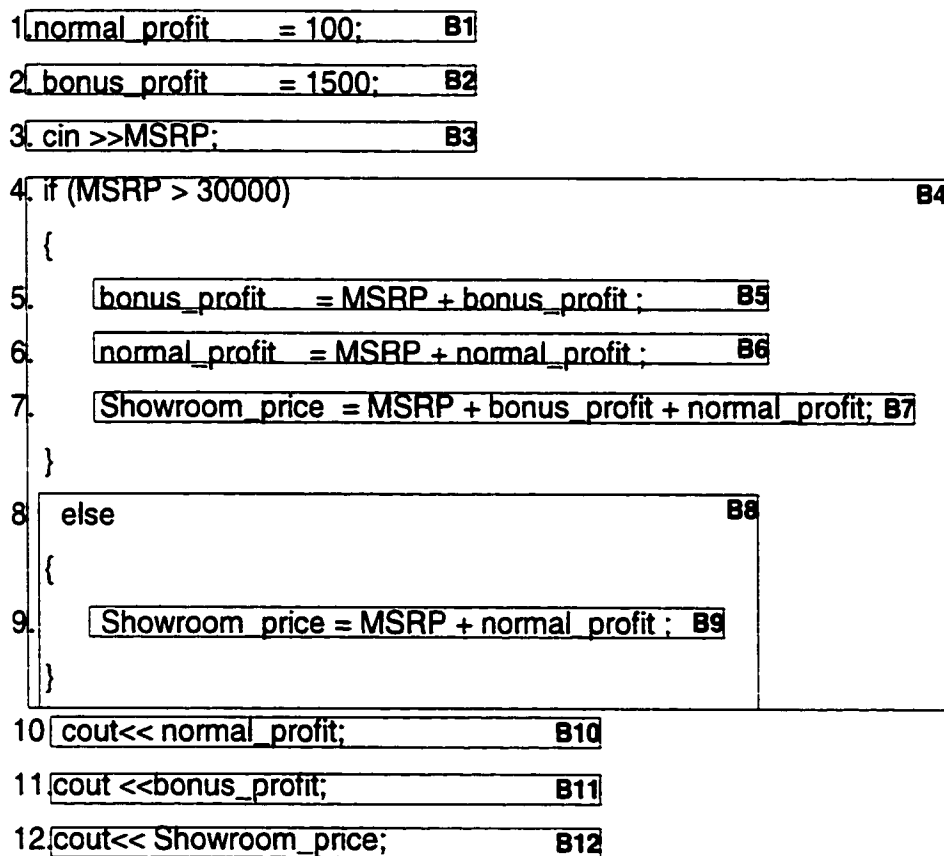 1. normal_profit = 100; B1
2. bonus_profit = 1500; B2
3. cin >>MSRP; B3
4. if (MSRP > 30000) B4
{
5. bonus_profit = MSRP + bonus_profit ; B5
6. normal_profit = MSRP + normal_profit ; B6
7. Showroom_price = MSRP + bonus_profit + normal_profit; B7
}
8 else B8
{
9. Showroom_price = MSRP + normal_profit ; B9
}
10 cout<< normal_profit; B10
11.cout <<bonus_profit; B11
12.cout<< Showroom_price; B12